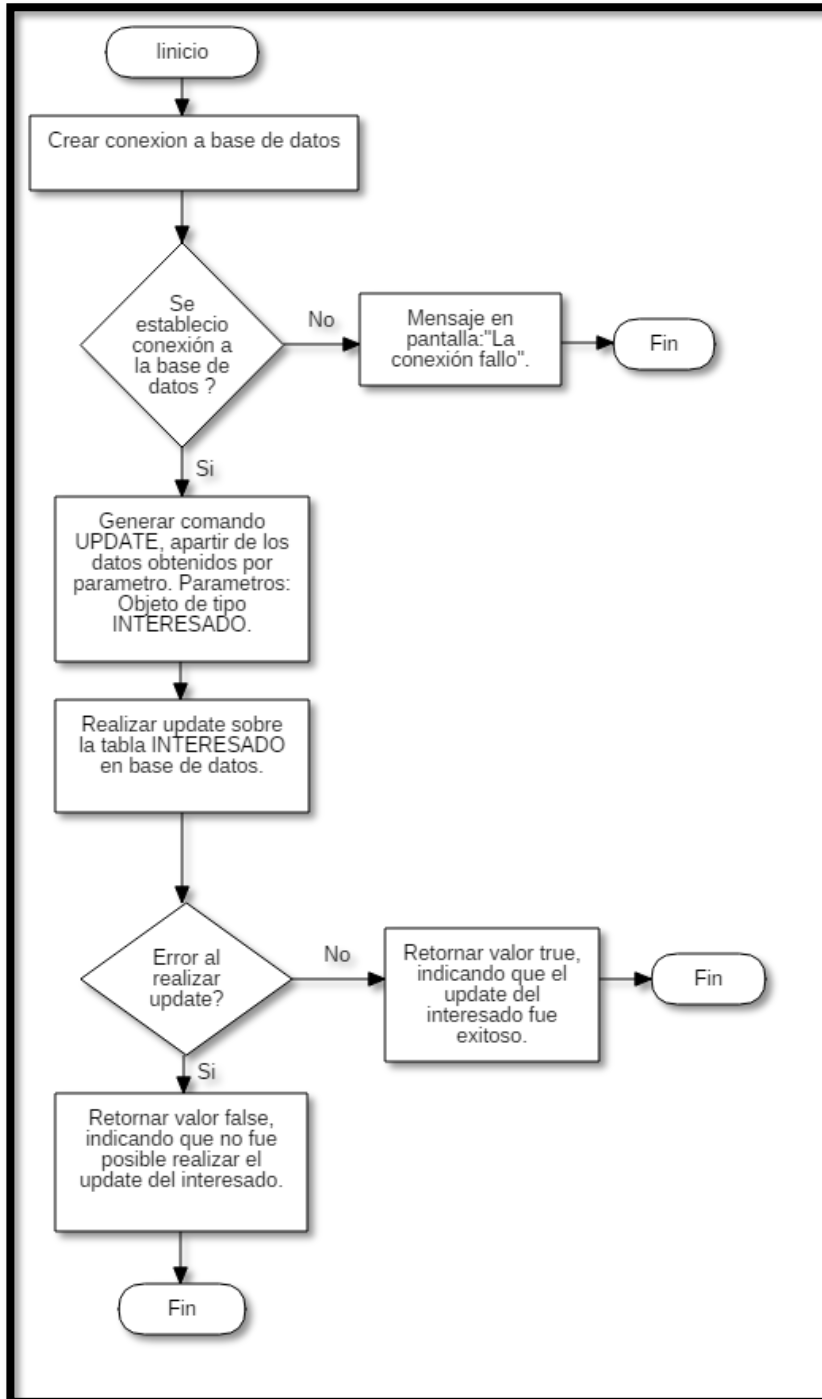 Iinicio
Crear conexion a base de datos
Se
establecio
conexión a
la base de
datos ?
No
Mensaje en
pantalla:"La
conexión fallo".
Fin
Si
Generar comando
UPDATE, apartir de los
datos obtenidos por
parametro. Parametros:
Objeto de tipo
INTERESADO.
Realizar update sobre
la tabla INTERESADO
en base de datos.
Error al
realizar
update?
No
Retornar valor true,
indicando que el
update del
interesado fue
exitoso.
Fin
Si
Retornar valor false,
indicando que no fue
posible realizar el
update del interesado.
Fin